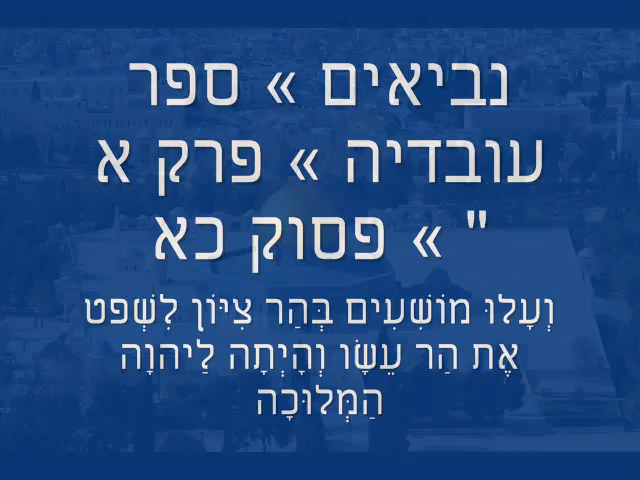 נביאים » ספר
עובדיה » פרק א
" » פסוק כא
וְעָלוּ מוֹשִׁעִים בְּהַר צִיּוֹן לִשְׁפֹּט
אֶת הַר עֵשָׂו וְהָיְתָה לַיהוָה
הַמְּלוּכָה